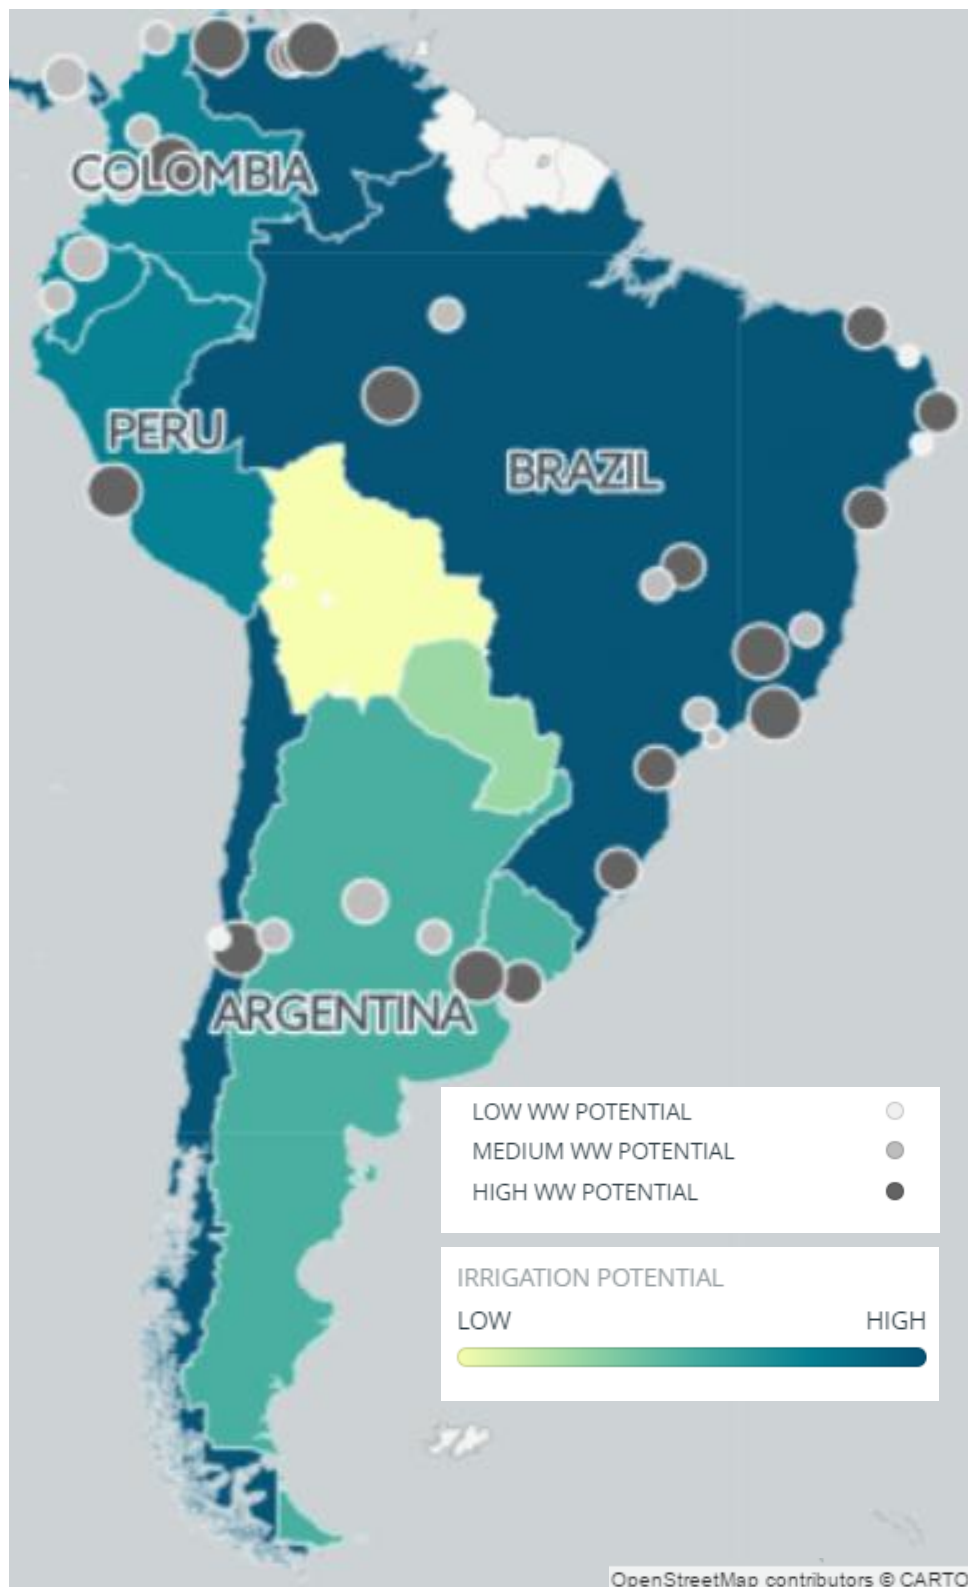 COLOMBIA
PERU
BRAZIL
ARGENTINA
LOW WW POTENTIAL
MEDIUM WW POTENTIAL
HIGH WW POTENTIAL
IRRIGATION POTENTIAL
LOW HIGH
OpenStreetMap contributors © CARTO